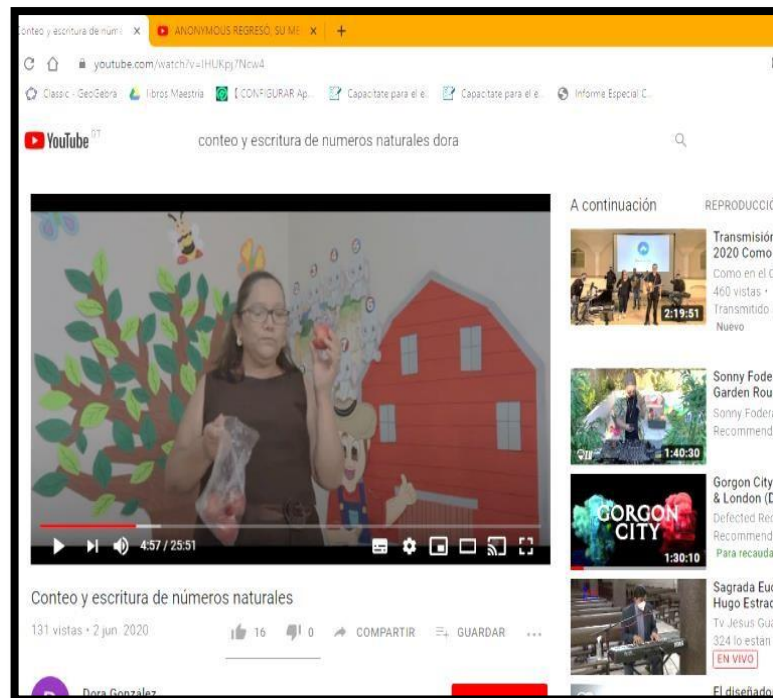 Conteo y escritura de núm
ANONYMOUS REGRESÓ, SU ME
youtube.com/watch?v=IHUKpj7Ncw4
Classic - GeoGebra
libros Maestria
[ CONFIGURAR Ap...
Capacitate para el e...
Capacitate para el e...
Informe Especial C...
YouTube GT
conteo y escritura de numeros naturales dora
A continuación
REPRODUCCIÓ
Transmisión
2020 Como
Como en el C
460 vistas •
Transmitido
Nuevo
2:19:51
Sonny Fode
Garden Rou
Sonny Fodera
Recommend
1:40:30
Gorgon City
& London (D
Defected Rec
Recommend
Para recauda
GORGON
CITY
1:30:10
Sagrada Euc
Hugo Estrad
Tv Jesus Gua
324 lo están
EN VIVO
El diseñado
4:57 / 25:51
Conteo y escritura de números naturales
131 vistas • 2 jun. 2020
16
0
COMPARTIR
GUARDAR
Dora González